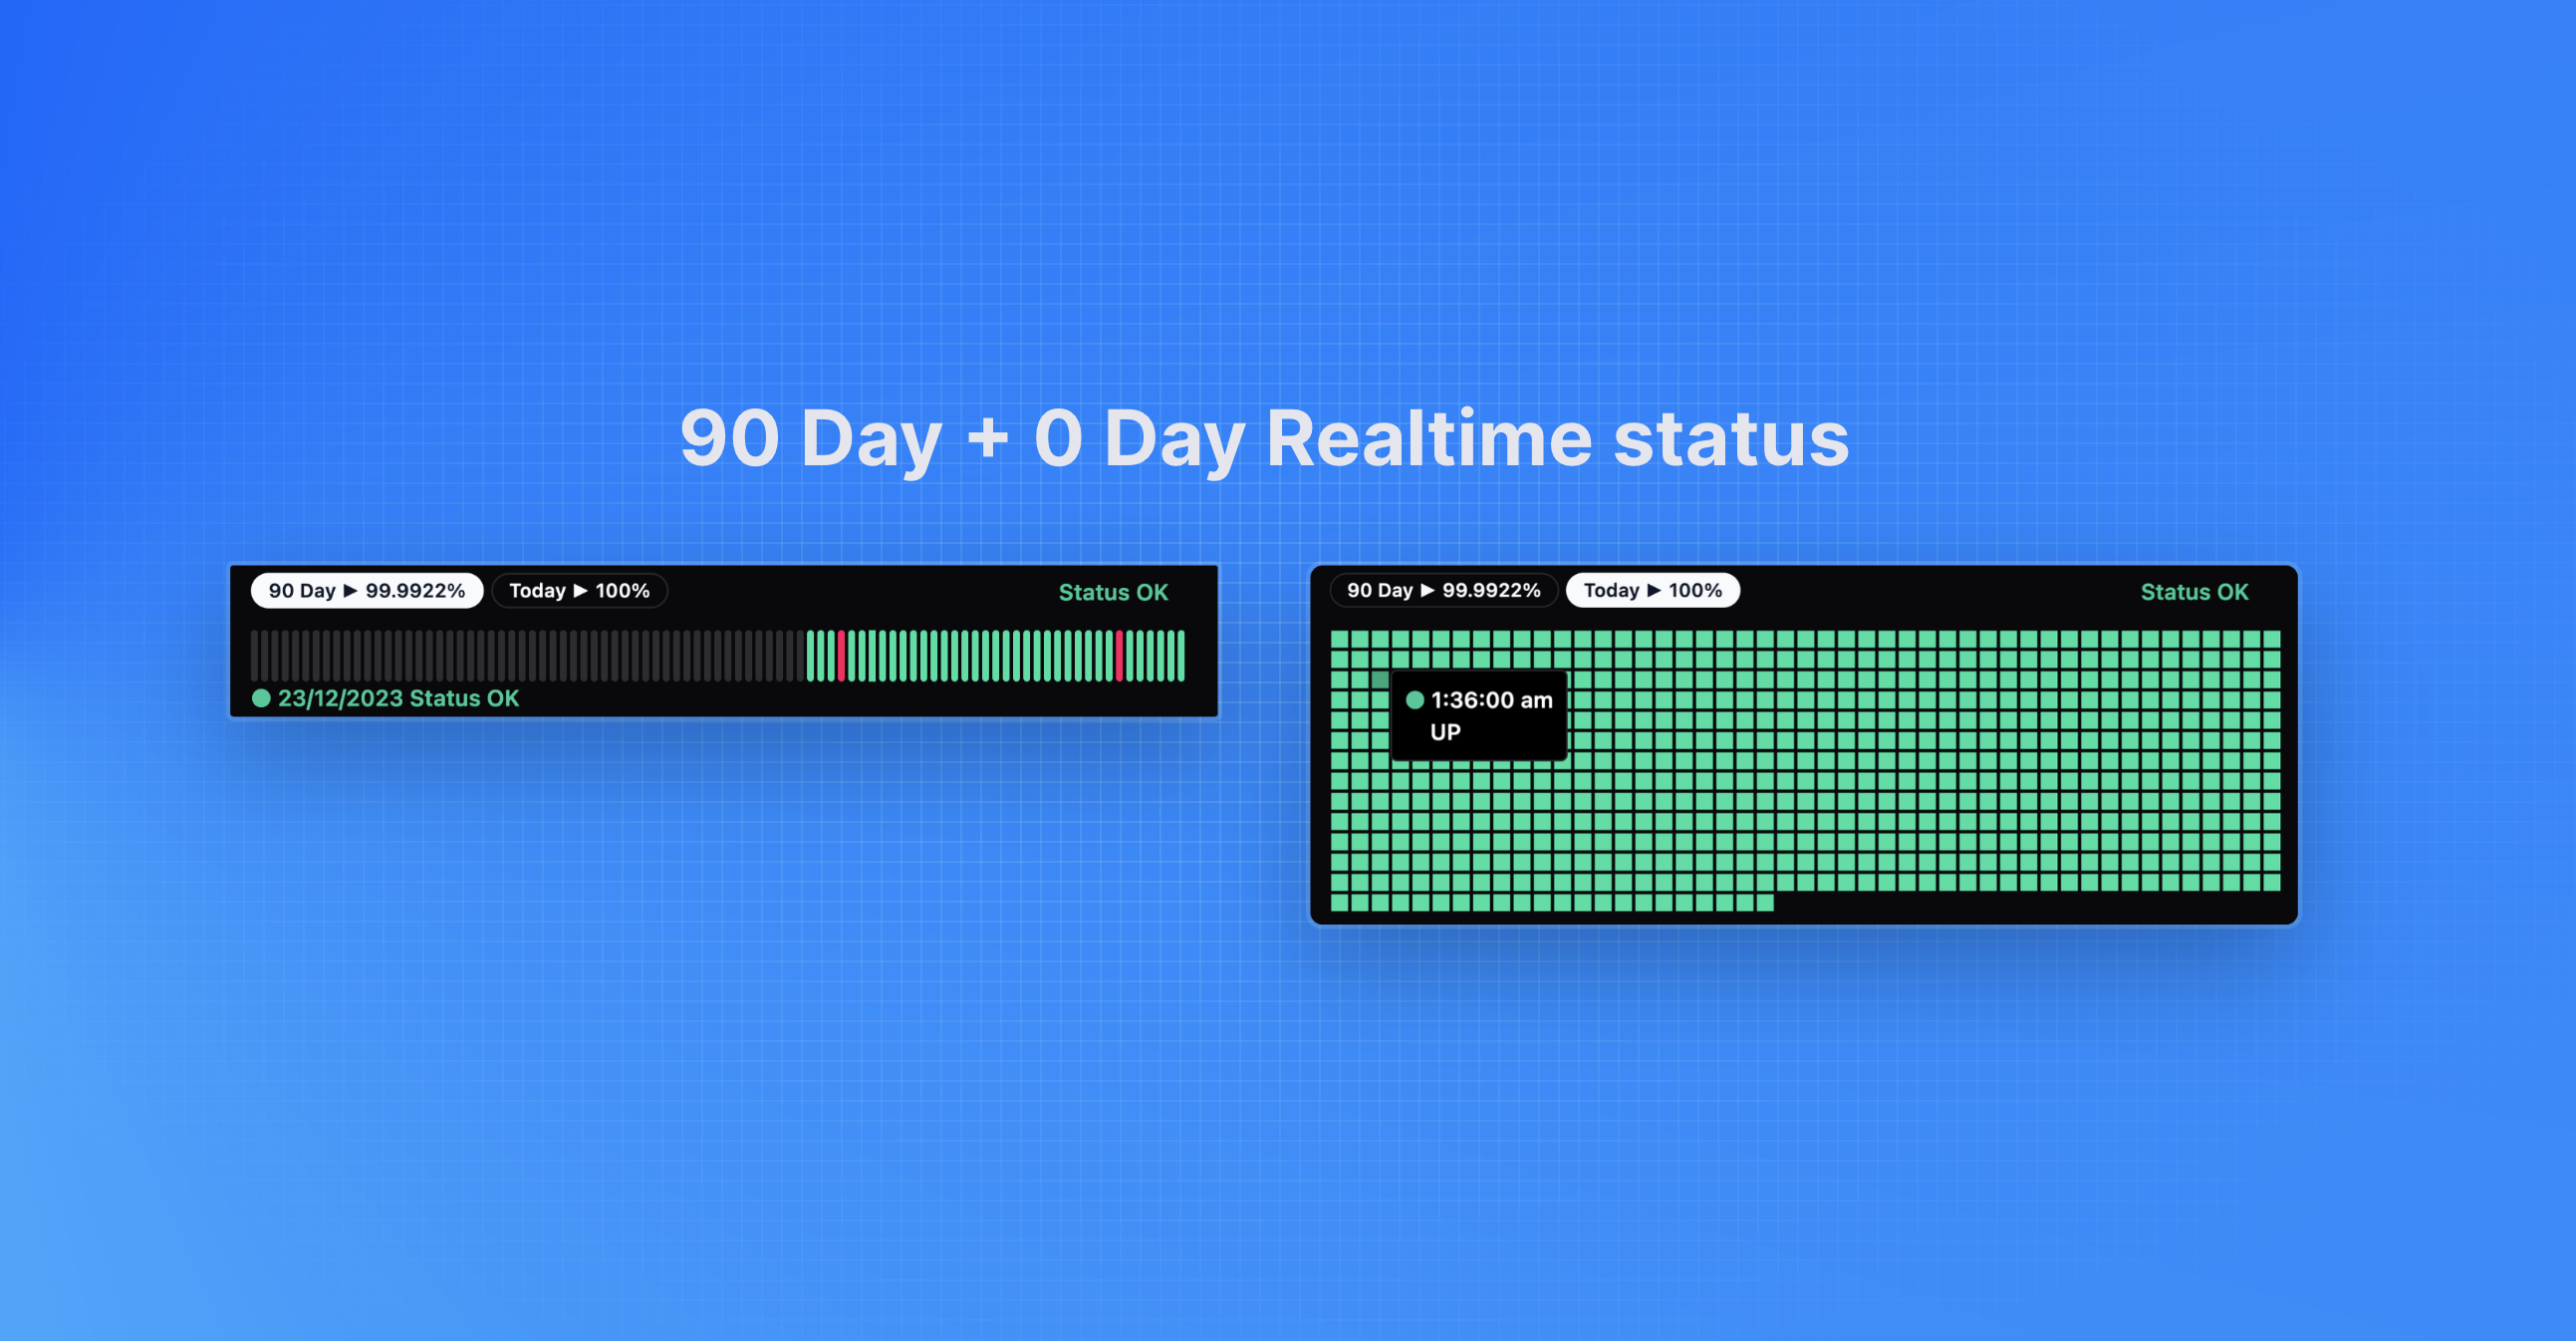 90 Day + 0 Day Realtime status
90 Day ► 99.9922% Today ► 100% Status OK
23/12/2023 Status OK
90 Day ► 99.9922% Today ► 100% Status OK
1:36:00 am
UP